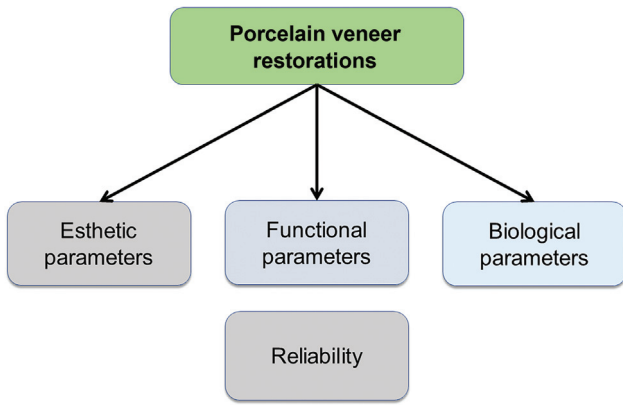 Porcelain veneer
restorations
Esthetic
parameters
Functional
parameters
Biological
parameters
Reliability